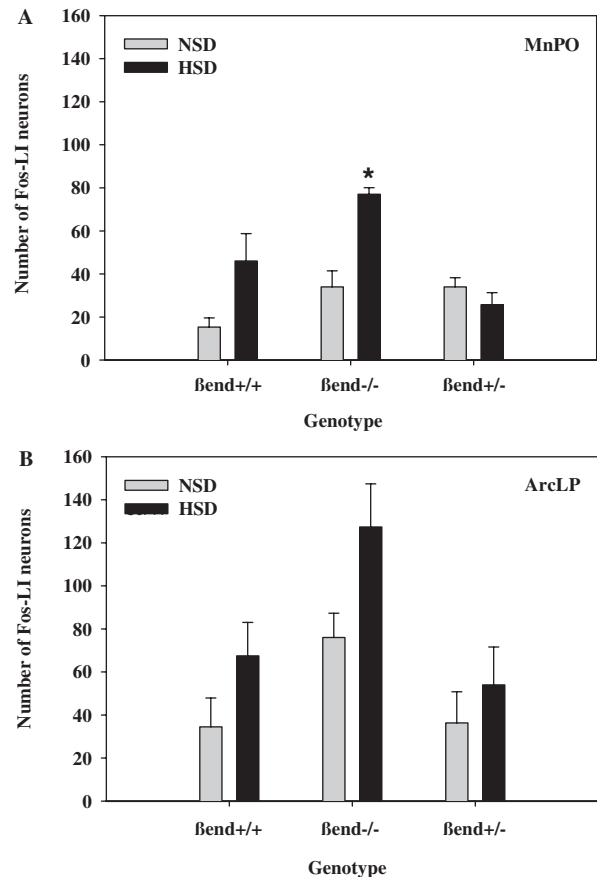 A
160
140
120
100
80
60
40
20
0
Number of Fos-LI neurons
NSD
HSD
MnPO
*
ßend+/+ ßend-/- ßend+/-
Genotype
B
160
140
120
100
80
60
40
20
0
Number of Fos-LI neurons
NSD
HSD
ArcLP
ßend+/+ ßend-/- ßend+/-
Genotype